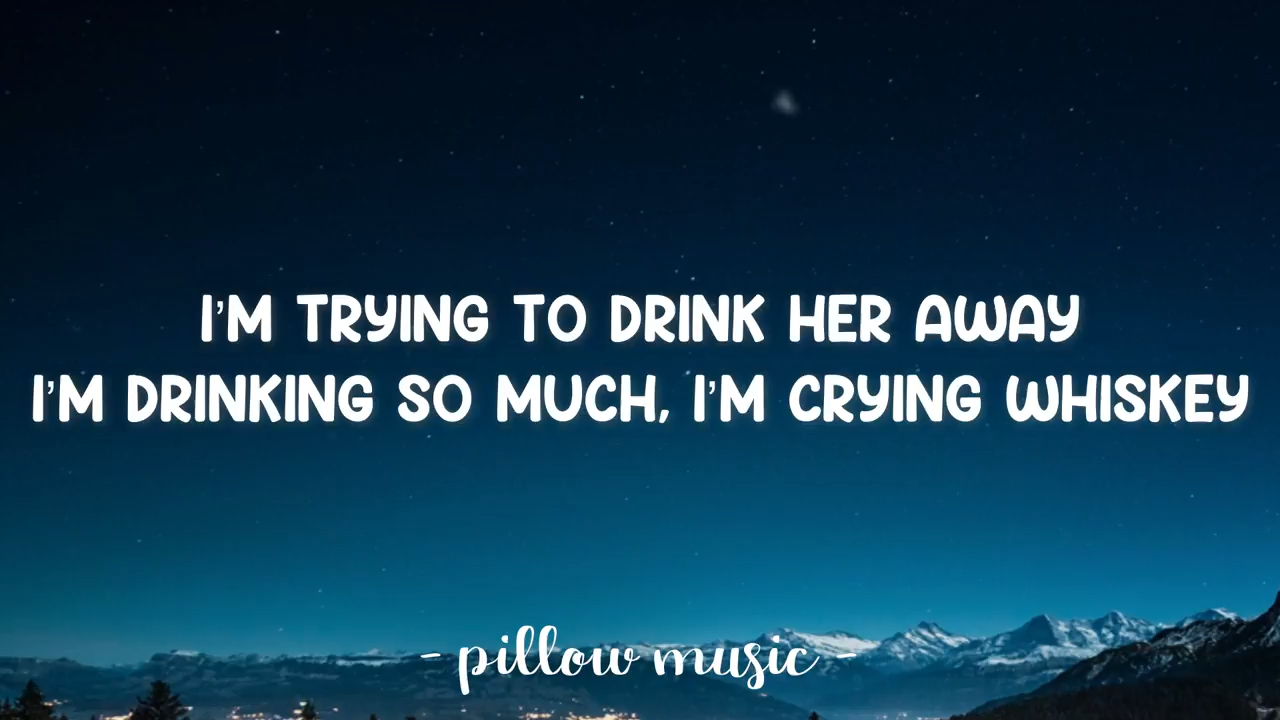 I'M TRYING TO DRINK HER AWAY
I'M DRINKING SO MUCH, I'M CRYING WHISKEY
- pillow music -